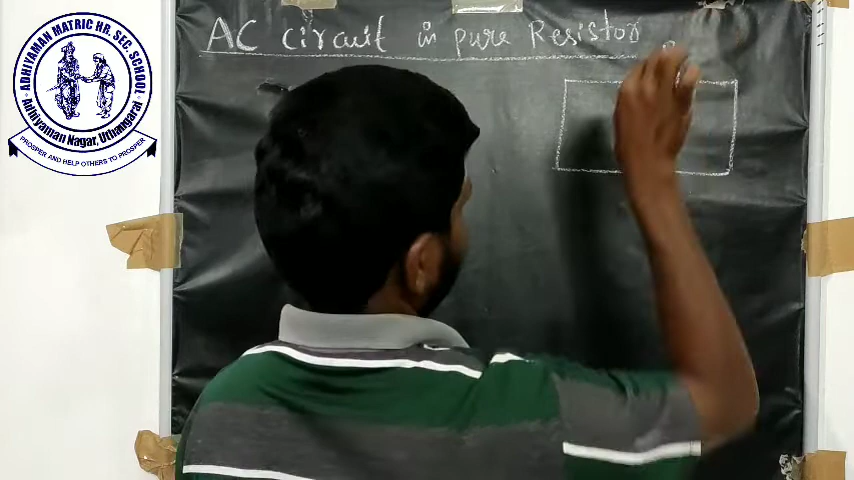 AC circuit in pure Resistor
· ADHIYAMAN MATRIC HR. SEC. SCHOOL ·
Adhiyaman Nagar, Uthangarai
PROSPER AND HELP OTHERS TO PROSPER